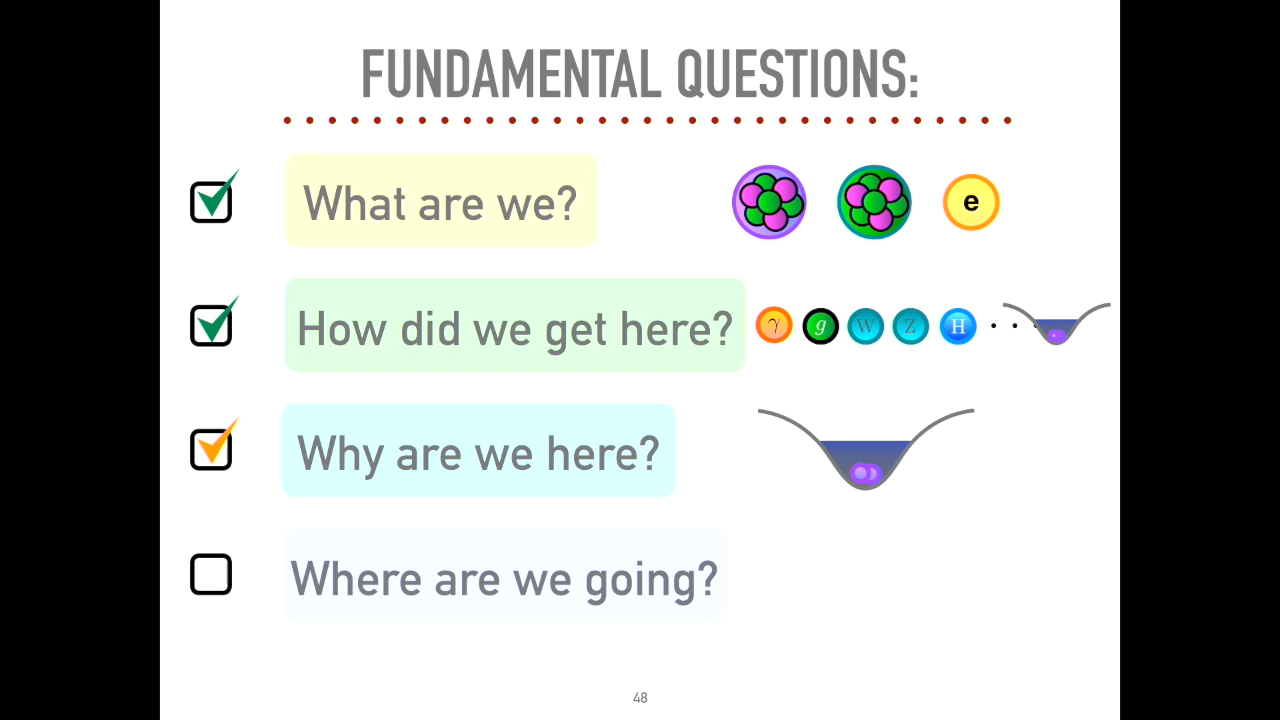 FUNDAMENTAL QUESTIONS:
What are we?
e
How did we get here?
γ g W Z H
Why are we here?
Where are we going?
48